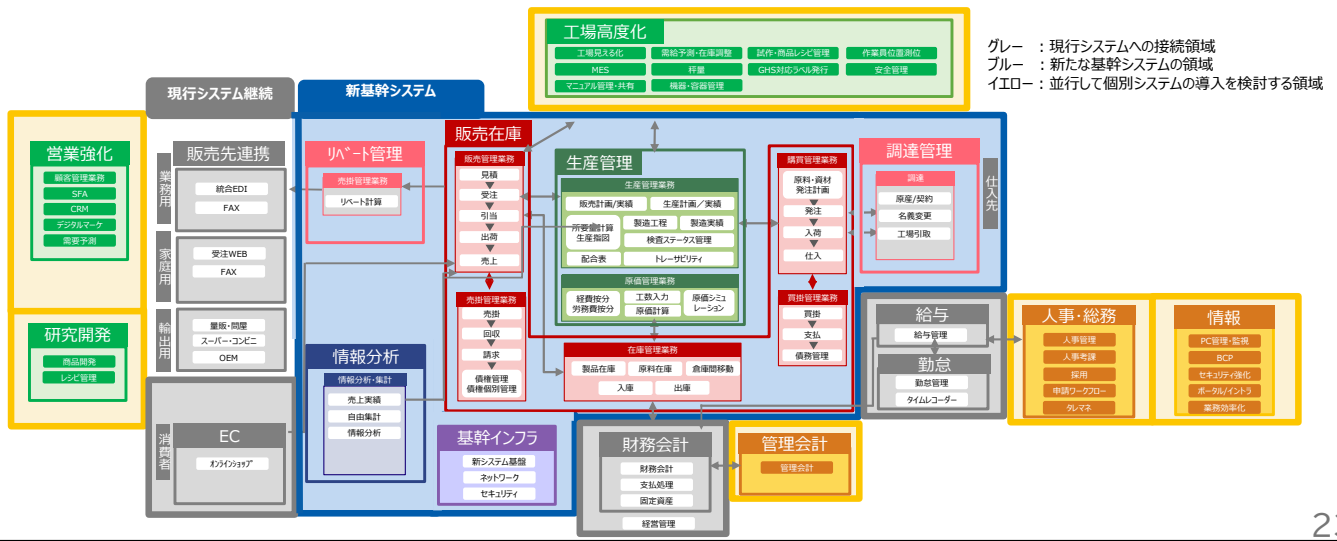 グレー ：現行システムへの接続領域
ブルー ：新たな基幹システムの領域
イエロー：並行して個別システムの導入を検討する領域
工場高度化
工場見える化
需給予測・在庫調整
試作・商品レシピ管理
作業員位置測位
MES
秤量
GHS対応ラベル発行
安全管理
マニュアル管理・共有
機器・容器管理
現行システム継続
新基幹システム
営業強化
顧客管理業務
SFA
CRM
デジタルマーケ
需要予測
研究開発
商品開発
レシピ管理
業務用
家庭用
輸出用
消費者
販売先連携
統合EDI
FAX
受注WEB
FAX
量販・問屋
スーパー・コンビニ
OEM
EC
オンラインショップ
リベート管理
売掛管理業務
リベート計算
情報分析
情報分析・集計
売上実績
自由集計
情報分析
販売在庫
販売管理業務
見積
受注
引当
出荷
売上
売掛管理業務
売掛
回収
請求
債権管理
債権個別管理
生産管理
生産管理業務
販売計画/実績
生産計画／実績
所要量計算
生産指図
製造工程
製造実績
検査ステータス管理
配合表
トレーサビリティ
原価管理業務
経費按分
労務費按分
工数入力
原価計算
原価シミュ
レーション
在庫管理業務
製品在庫
原料在庫
倉庫間移動
入庫
出庫
購買管理業務
原料・資材
発注計画
発注
入荷
仕入
買掛管理業務
買掛
支払
債務管理
調達管理
調達
原産/契約
名義変更
工場引取
仕入先
基幹インフラ
新システム基盤
ネットワーク
セキュリティ
財務会計
財務会計
支払処理
固定資産
経営管理
管理会計
管理会計
給与
給与管理
勤怠
勤怠管理
タイムレコーダー
人事・総務
人事管理
人事考課
採用
申請ワークフロー
タレマネ
情報
PC管理・監視
BCP
セキュリティ強化
ポータル/イントラ
業務効率化